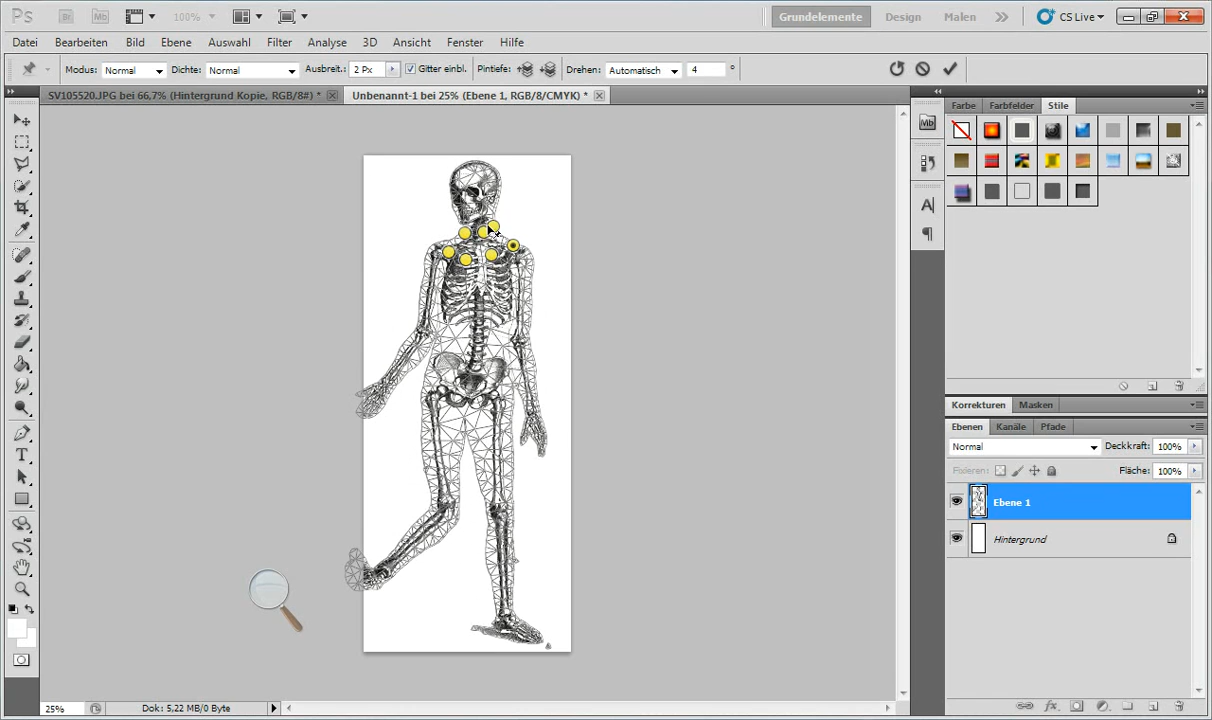 Ps Br Mb 100% Grundelemente Design Malen CS Live
Datei Bearbeiten Bild Ebene Auswahl Filter Analyse 3D Ansicht Fenster Hilfe
Modus: Normal Dichte: Normal Ausbreit.: 2 Px Gitter einbl. Pintiefe: Drehen: Automatisch 4 °
SV105520.JPG bei 66,7% (Hintergrund Kopie, RGB/8#) * Unbenannt-1 bei 25% (Ebene 1, RGB/8/CMYK) *
Farbe Farbfelder Stile
Mb
A
T
Korrekturen Masken
Ebenen Kanäle Pfade
Normal Deckkraft: 100%
Fixieren: Fläche: 100%
Ebene 1
Hintergrund
fx
25% Dok: 5,22 MB/0 Byte